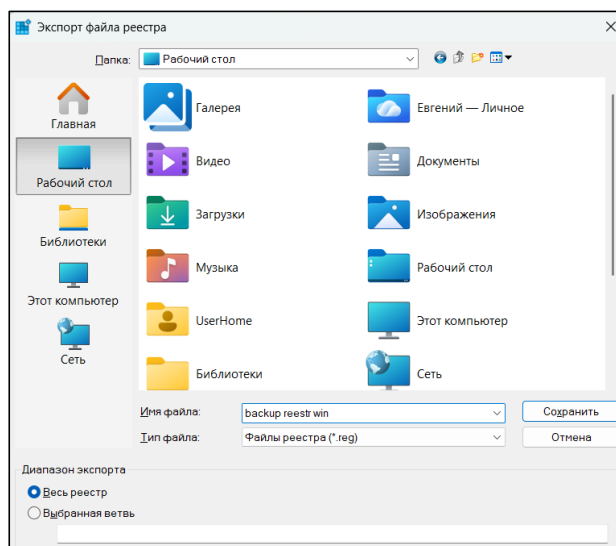 Экспорт файла реестра
Папка: Рабочий стол
Главная
Рабочий стол
Библиотеки
Этот компьютер
Сеть
Галерея
Евгений — Личное
Видео
Документы
Загрузки
Изображения
Музыка
Рабочий стол
UserHome
Этот компьютер
Библиотеки
Сеть
Имя файла: backup reestr win
Сохранить
Тип файла: Файлы реестра (*.reg)
Отмена
Диапазон экспорта
Весь реестр
Выбранная ветвь